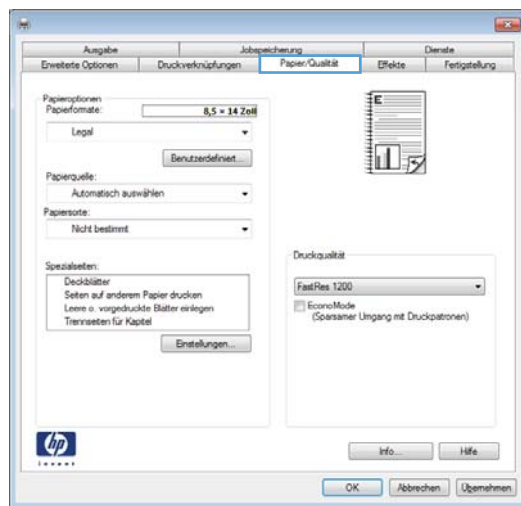 Ausgabe
Jobspeicherung
Dienste
Erweiterte Optionen
Druckverknüpfungen
Papier/Qualität
Effekte
Fertigstellung
Papieroptionen
Papierformate:
8,5 × 14 Zoll
Legal
Benutzerdefiniert...
Papierquelle:
Automatisch auswählen
Papiersorte:
Nicht bestimmt
Spezialseiten:
Deckblätter
Seiten auf anderem Papier drucken
Leere o. vorgedruckte Blätter einlegen
Trennseiten für Kapitel
Einstellungen...
E
Druckqualität
FastRes 1200
EconoMode
(Sparsamer Umgang mit Druckpatronen)
hp
invent
Info...
Hilfe
OK
Abbrechen
Übernehmen